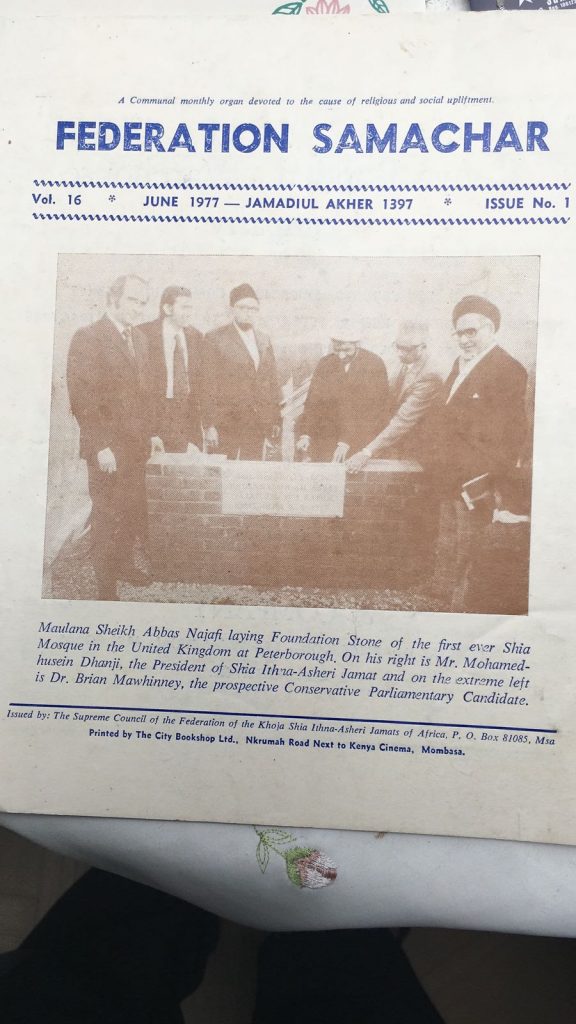 A Communal monthly organ devoted to the cause of religious and social upliftment.
FEDERATION SAMACHAR
Vol. 16 * JUNE 1977 — JAMADIUL AKHER 1397 * ISSUE No. 1
Maulana Sheikh Abbas Najafi laying Foundation Stone of the first ever Shia
Mosque in the United Kingdom at Peterborough. On his right is Mr. Mohamed-
husein Dhanji, the President of Shia Ithna-Asheri Jamat and on the extreme left
is Dr. Brian Mawhinney, the prospective Conservative Parliamentary Candidate.
Issued by: The Supreme Council of the Federation of the Khoja Shia Ithna-Asheri Jamats of Africa, P. O. Box 81085, Msa
Printed by The City Bookshop Ltd., Nkrumah Road Next to Kenya Cinema, Mombasa.